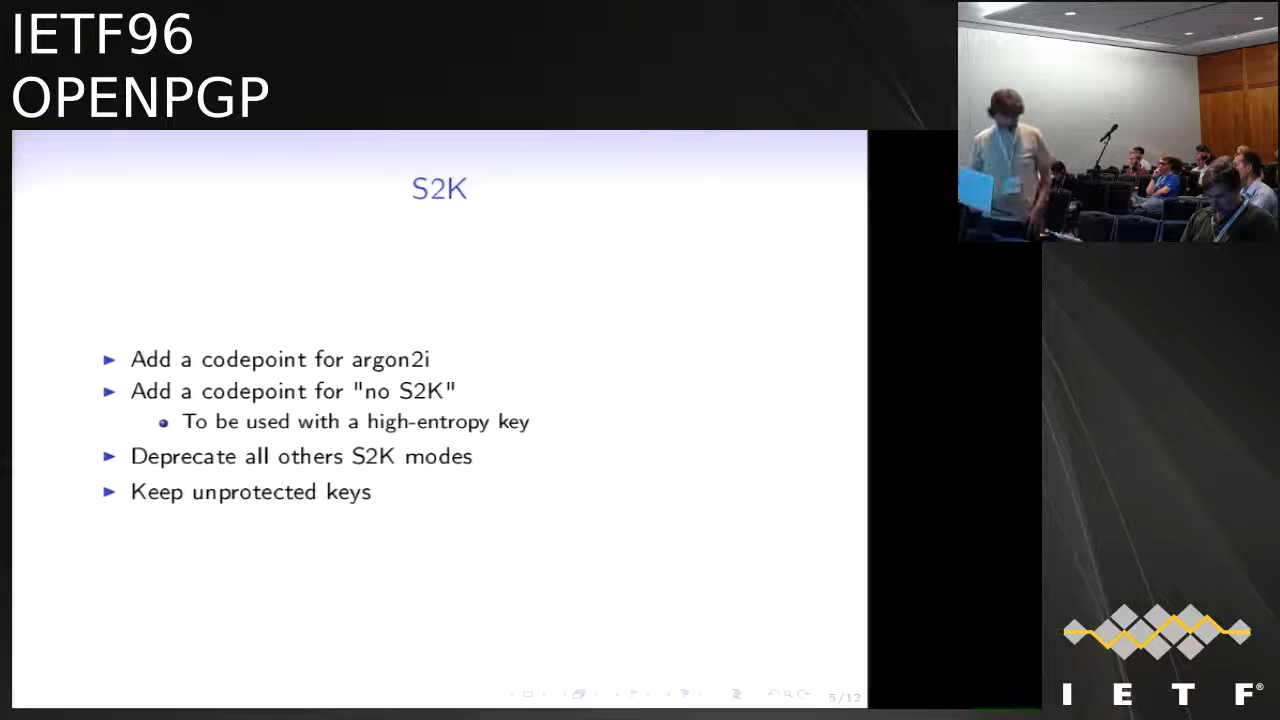 IETF96
OPENPGP
S2K
Add a codepoint for argon2i
Add a codepoint for "no S2K"
To be used with a high-entropy key
Deprecate all others S2K modes
Keep unprotected keys
5/12
I E T F®